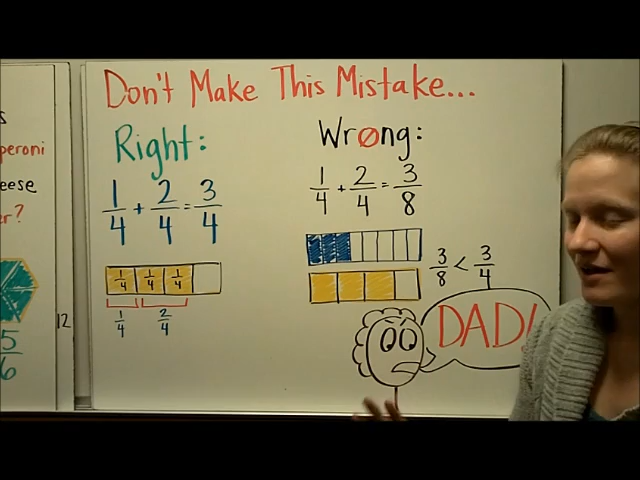 s
peroni
eese
r?
5/6
12
Don't Make This Mistake...
Right:
1/4 + 2/4 = 3/4
1/4 1/4 1/4
1/4 2/4
Wrong:
1/4 + 2/4 = 3/8
3/8 < 3/4
DAD!